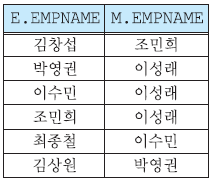 E.EMPNAME M.EMPNAME
김창섭 조민희
박영권 이성래
이수민 이성래
조민희 이성래
최종철 이수민
김상원 박영권